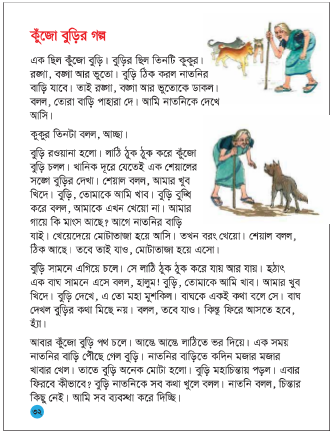 কুঁজো বুড়ির গল্প
এক ছিল কুঁজো বুড়ি। বুড়ির ছিল তিনটি কুকুর।
রঙ্গা, বঙ্গা আর ভুতো। বুড়ি ঠিক করল নাতনির
বাড়ি যাবে। তাই রঙ্গা, বঙ্গা আর ভুতোকে ডাকল।
বলল, তোরা বাড়ি পাহারা দে। আমি নাতনিকে দেখে
আসি।
কুকুর তিনটা বলল, আচ্ছা।
বুড়ি রওয়ানা হলো। লাঠি ঠুক ঠুক করে কুঁজো
বুড়ি চলল। খানিক দূরে যেতেই এক শেয়ালের
সঙ্গে বুড়ির দেখা। শেয়াল বলল, আমার খুব
খিদে। বুড়ি, তোমাকে আমি খাব। বুড়ি বুদ্ধি
করে বলল, আমাকে এখন খেয়ো না। আমার
গায়ে কি মাংস আছে? আগে নাতনির বাড়ি
যাই। খেয়েদেয়ে মোটাতাজা হয়ে আসি। তখন বরং খেয়ো। শেয়াল বলল,
ঠিক আছে। তবে তাই যাও, মোটাতাজা হয়ে এসো।
বুড়ি সামনে এগিয়ে চলে। সে লাঠি ঠুক ঠুক করে যায় আর যায়। হঠাৎ
এক বাঘ সামনে এসে বলল, হালুম! বুড়ি, তোমাকে আমি খাব। আমার খুব
খিদে। বুড়ি দেখে, এ তো মহা মুশকিল। বাঘকে একই কথা বলে সে। বাঘ
দেখল বুড়ির কথা মিছে নয়। বলল, তবে যাও। কিন্তু ফিরে আসতে হবে,
হ্যাঁ।
আবার কুঁজো বুড়ি পথ চলে। আস্তে আস্তে লাঠিতে ভর দিয়ে। এক সময়
নাতনির বাড়ি পৌঁছে গেল বুড়ি। নাতনির বাড়িতে কদিন মজার মজার
খাবার খেল। তাতে বুড়ি অনেক মোটা হলো। বুড়ি মহাচিন্তায় পড়ল। এবার
ফিরবে কীভাবে? বুড়ি নাতনিকে সব কথা খুলে বলল। নাতনি বলল, চিন্তার
কিছু নেই। আমি সব ব্যবস্থা করে দিচ্ছি।
৩২